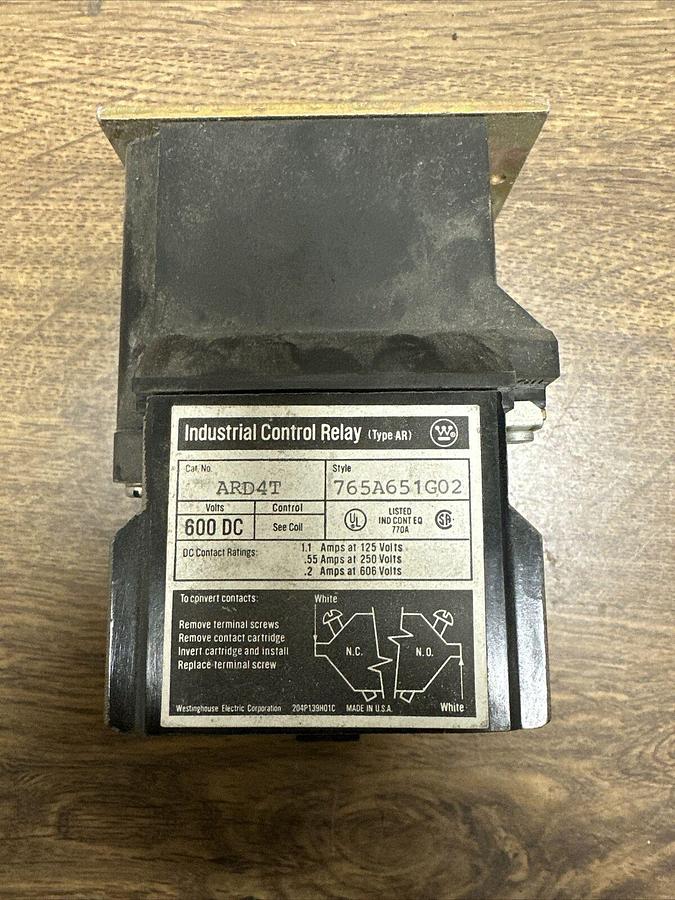 Industrial Control Relay (Type AR)
Cat. No. Style
ARD4T 765A651G02
Volts Control
600 DC See Coil
UL LISTED
IND CONT EQ
770A
SA
DC Contact Ratings: 1.1 Amps at 125 Volts
.55 Amps at 250 Volts
.2 Amps at 606 Volts
To convert contacts: White
Remove terminal screws
Remove contact cartridge
Invert cartridge and install
Replace terminal screw
N.C. N.O.
Westinghouse Electric Corporation 204P139H01C MADE IN U.S.A. White